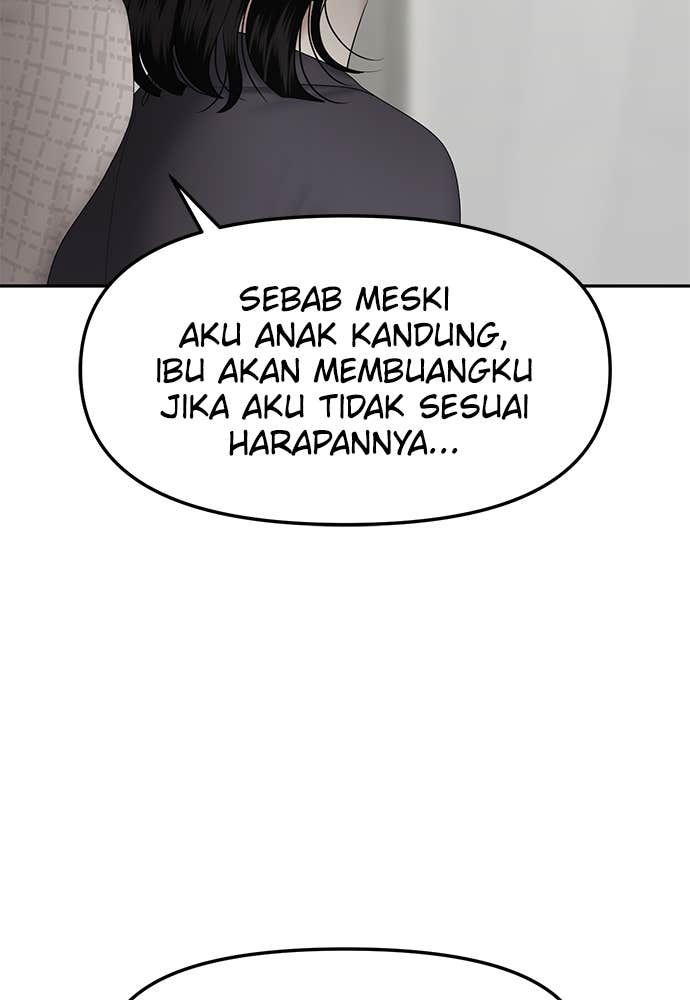 SEBAB MESKI
AKU ANAK KANDUNG,
IBU AKAN MEMBUANGKU
JIKA AKU TIDAK SESUAI
HARAPANNYA...